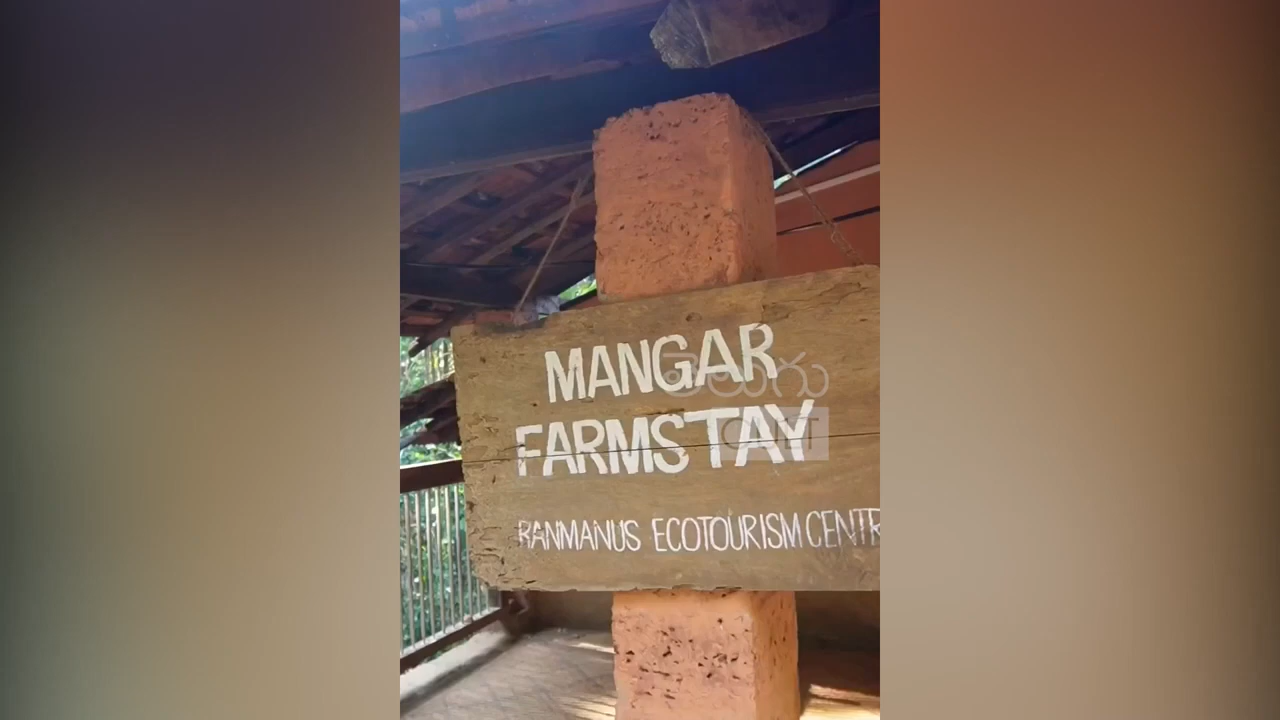 MANGAR
FARMSTAY
RANMANUS ECOTOURISM CENTR
తెలుగు